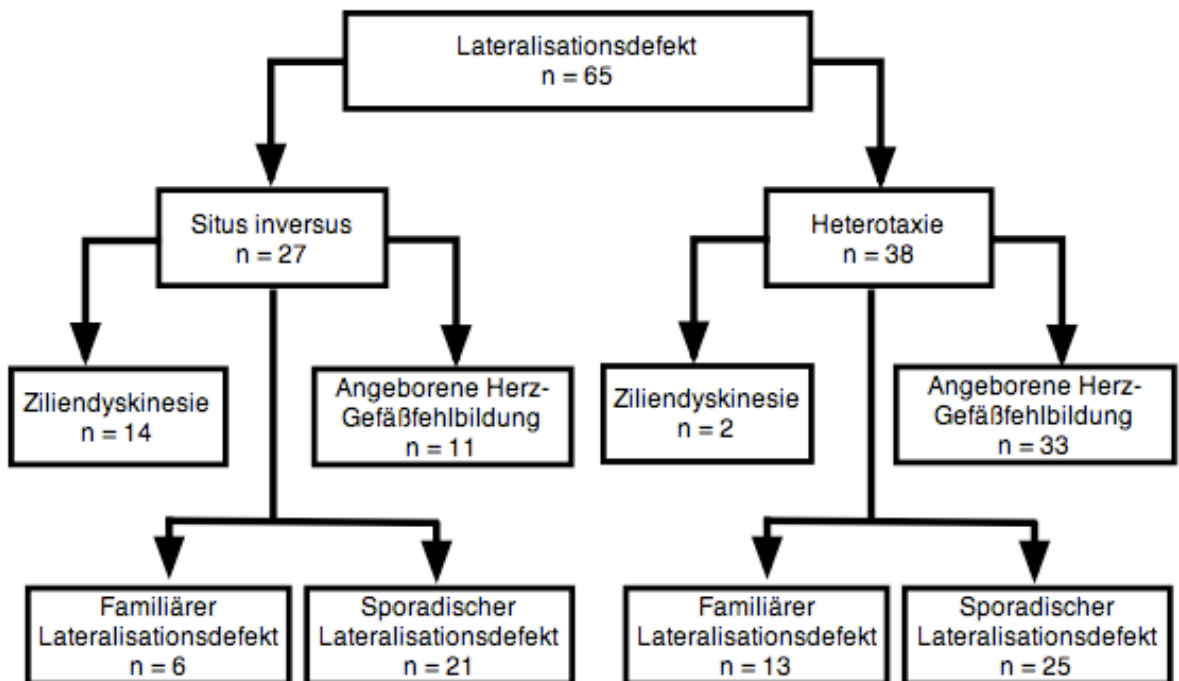 Lateralisationsdefekt
n = 65
Situs inversus
n = 27
Heterotaxie
n = 38
Ziliendyskinesie
n = 14
Angeborene Herz-
Gefäßfehlbildung
n = 11
Ziliendyskinesie
n = 2
Angeborene Herz-
Gefäßfehlbildung
n = 33
Familiärer
Lateralisationsdefekt
n = 6
Sporadischer
Lateralisationsdefekt
n = 21
Familiärer
Lateralisationsdefekt
n = 13
Sporadischer
Lateralisationsdefekt
n = 25